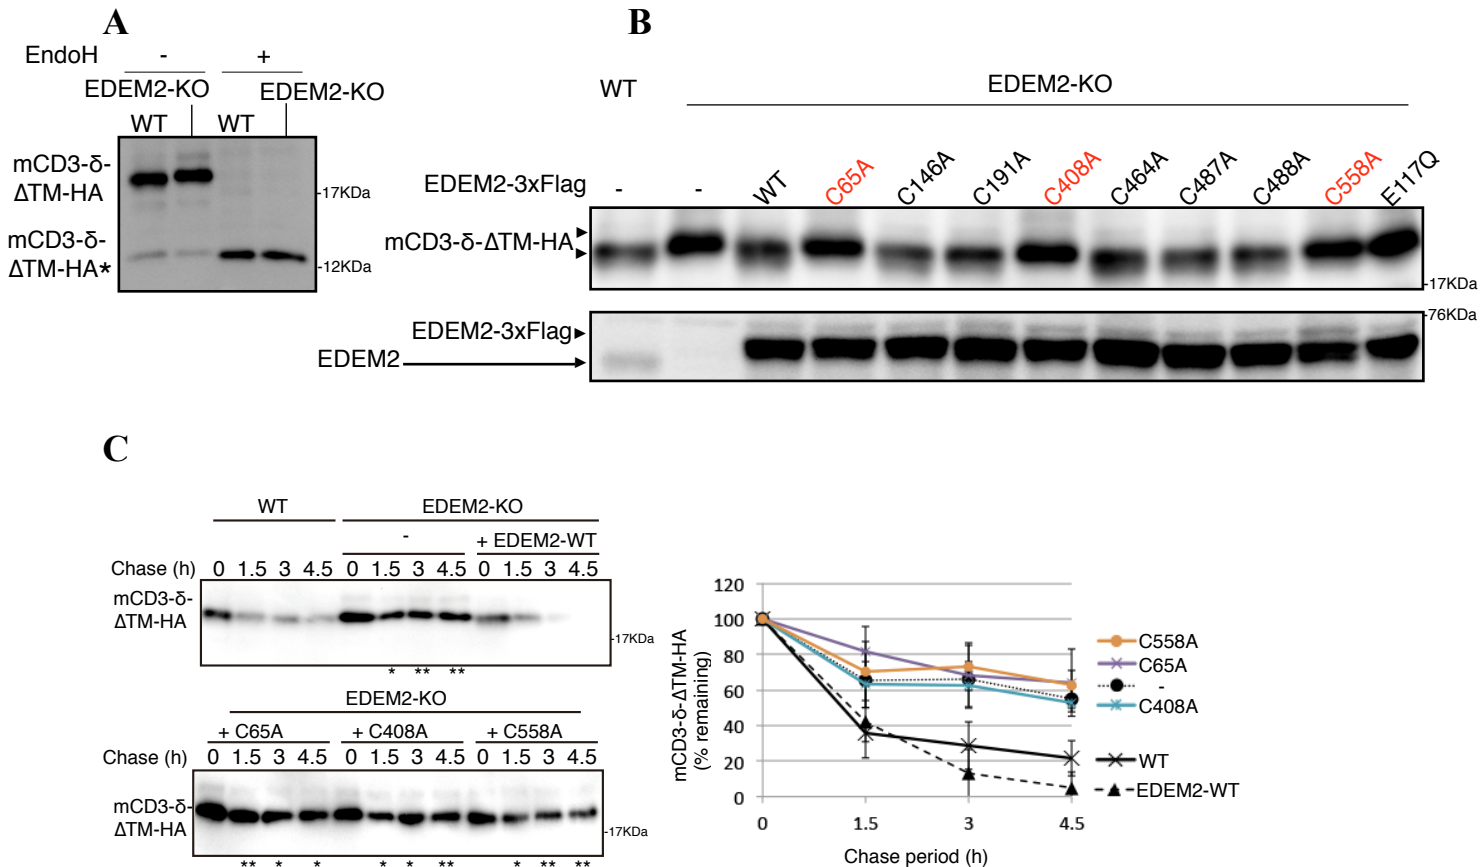 A
EndoH - +
EDEM2-KO EDEM2-KO
WT WT
mCD3-δ-
ΔTM-HA
-17KDa
mCD3-δ-
ΔTM-HA*
-12KDa
B
WT EDEM2-KO
EDEM2-3xFlag - - WT C65A C146A C191A C408A C464A C487A C488A C558A E117Q
mCD3-δ-ΔTM-HA
-17KDa
-76KDa
EDEM2-3xFlag
EDEM2
C
WT EDEM2-KO
- + EDEM2-WT
Chase (h) 0 1.5 3 4.5 0 1.5 3 4.5 0 1.5 3 4.5
mCD3-δ-
ΔTM-HA
-17KDa
* ** **
EDEM2-KO
+ C65A + C408A + C558A
Chase (h) 0 1.5 3 4.5 0 1.5 3 4.5 0 1.5 3 4.5
mCD3-δ-
ΔTM-HA
-17KDa
** * * * * ** * ** **
mCD3-δ-ΔTM-HA
(% remaining)
120
100
80
60
40
20
0
0 1.5 3 4.5
Chase period (h)
C558A
C65A
-
C408A
WT
EDEM2-WT